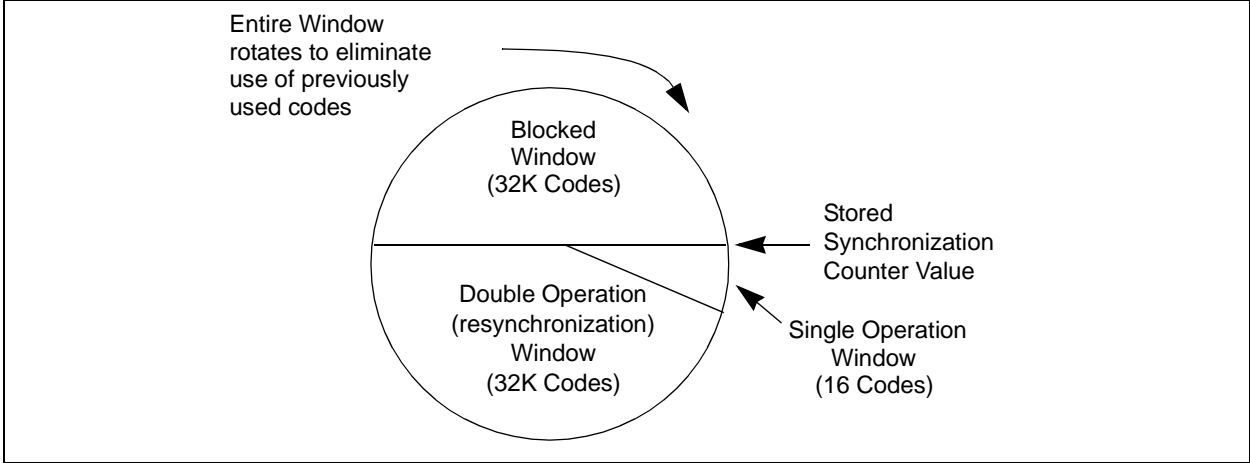 Entire Window
rotates to eliminate
use of previously
used codes
Blocked
Window
(32K Codes)
Stored
Synchronization
Counter Value
Double Operation
(resynchronization)
Window
(32K Codes)
Single Operation
Window
(16 Codes)